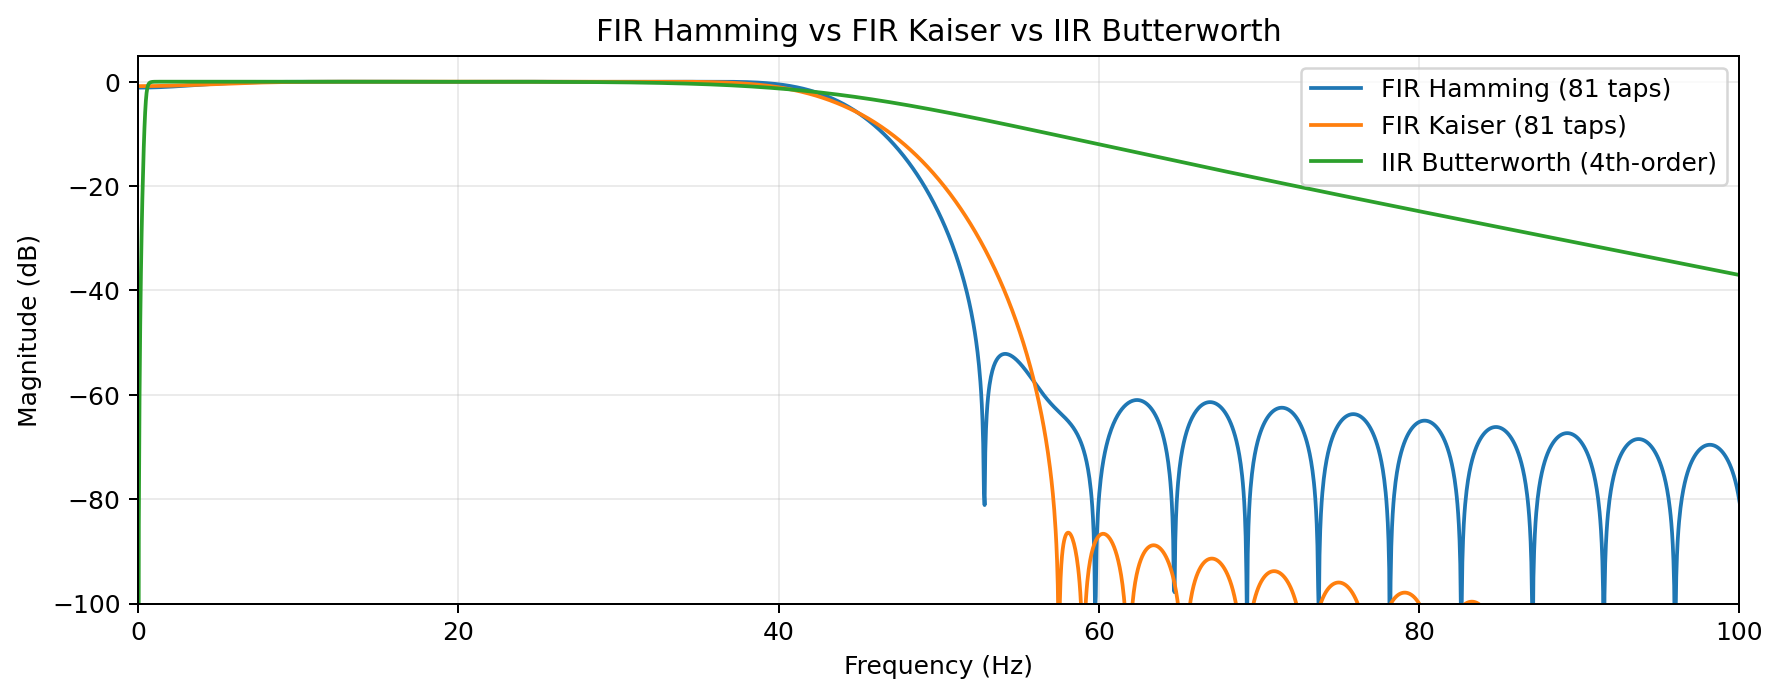 FIR Hamming vs FIR Kaiser vs IIR Butterworth
FIR Hamming (81 taps)
FIR Kaiser (81 taps)
IIR Butterworth (4th-order)
Magnitude (dB)
0
−20
−40
−60
−80
−100
0 20 40 60 80 100
Frequency (Hz)